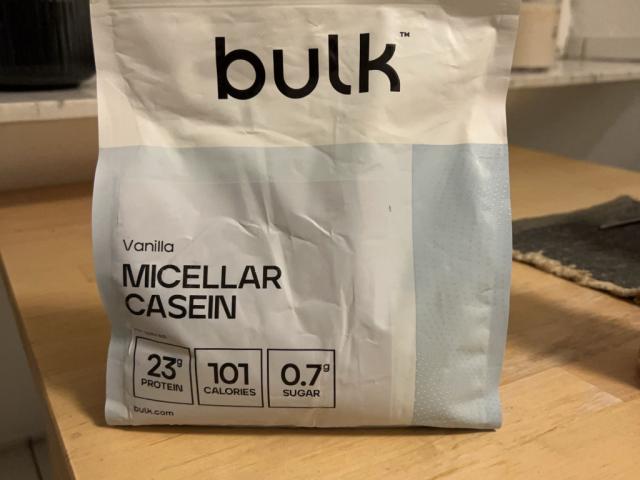 bulk™
Vanilla
MICELLAR
CASEIN
23g
PROTEIN
101
CALORIES
0.7g
SUGAR
bulk.com